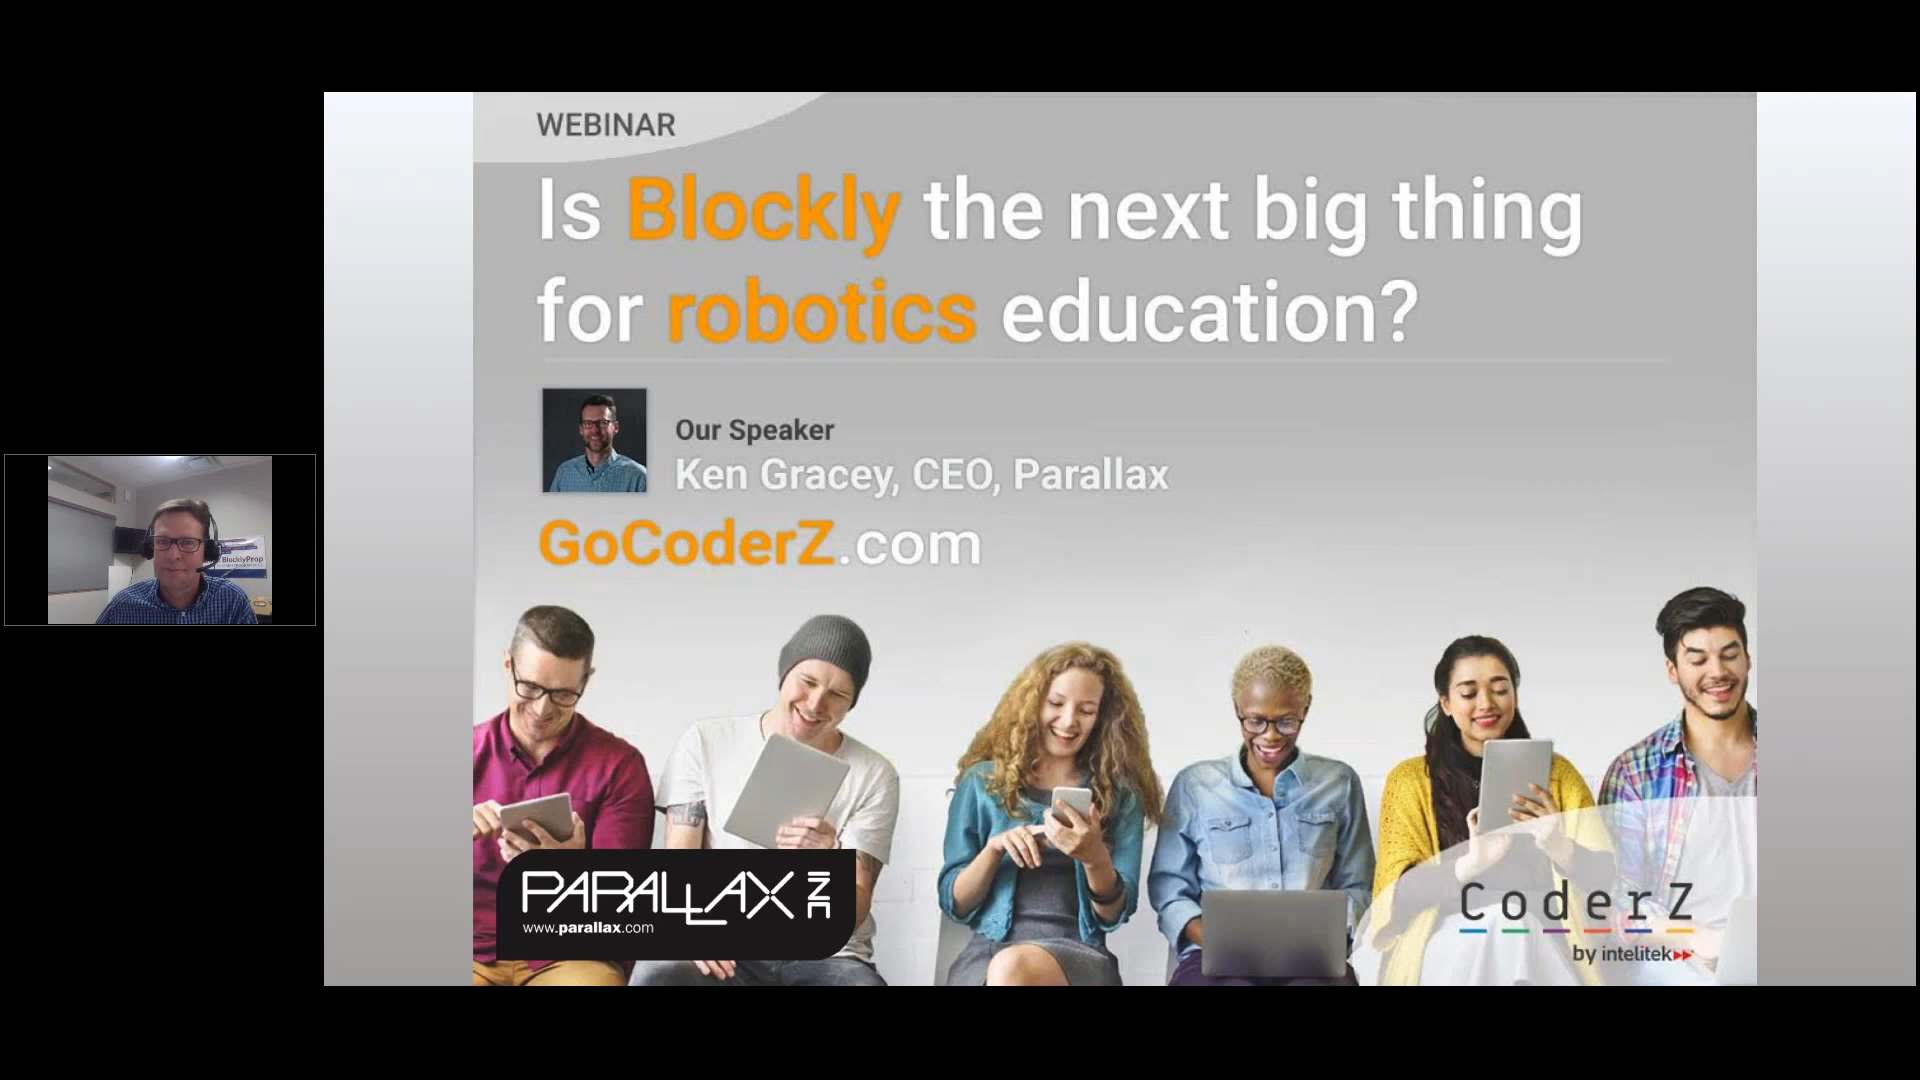 WEBINAR
Is Blockly the next big thing
for robotics education?
Our Speaker
Ken Gracey, CEO, Parallax
GoCoderZ.com
BlocklyProp
PARALLAX INC
www.parallax.com
CoderZ
by intelitek